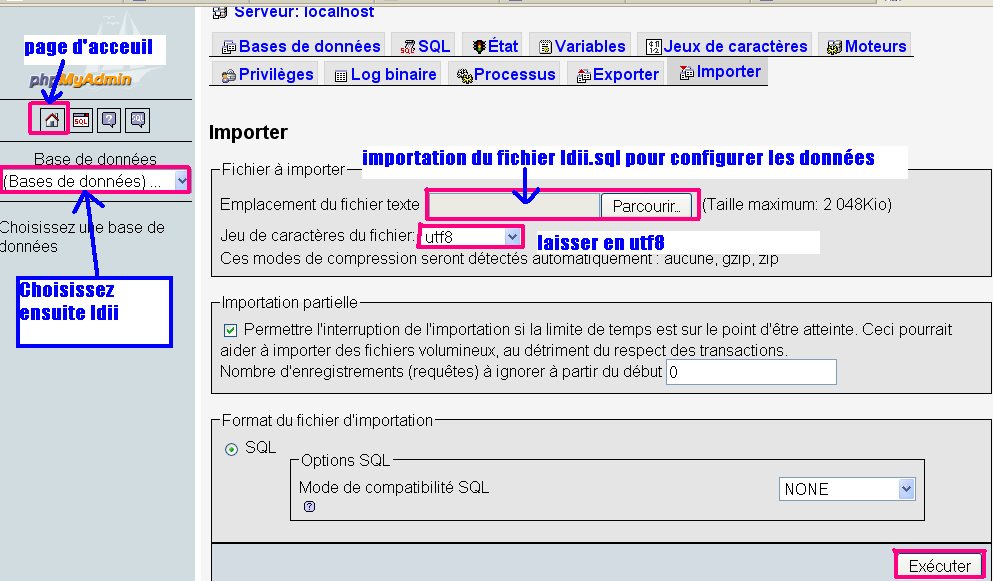 Serveur: localhost
page d'acceuil
Bases de données SQL État Variables Jeux de caractères Moteurs
phpMyAdmin
Privilèges Log binaire Processus Exporter Importer
SQL
Importer
Base de données
importation du fichier ldii.sql pour configurer les données
Fichier à importer
(Bases de données) ...
Emplacement du fichier texte Parcourir... (Taille maximum: 2 048Kio)
Choisissez une base de
données
Jeu de caractères du fichier: utf8 laisser en utf8
Ces modes de compression seront détectés automatiquement : aucune, gzip, zip
Choisissez
ensuite ldii
Importation partielle
Permettre l'interruption de l'importation si la limite de temps est sur le point d'être atteinte. Ceci pourrait
aider à importer des fichiers volumineux, au détriment du respect des transactions.
Nombre d'enregistrements (requêtes) à ignorer à partir du début 0
Format du fichier d'importation
SQL
Options SQL
Mode de compatibilité SQL NONE
Exécuter